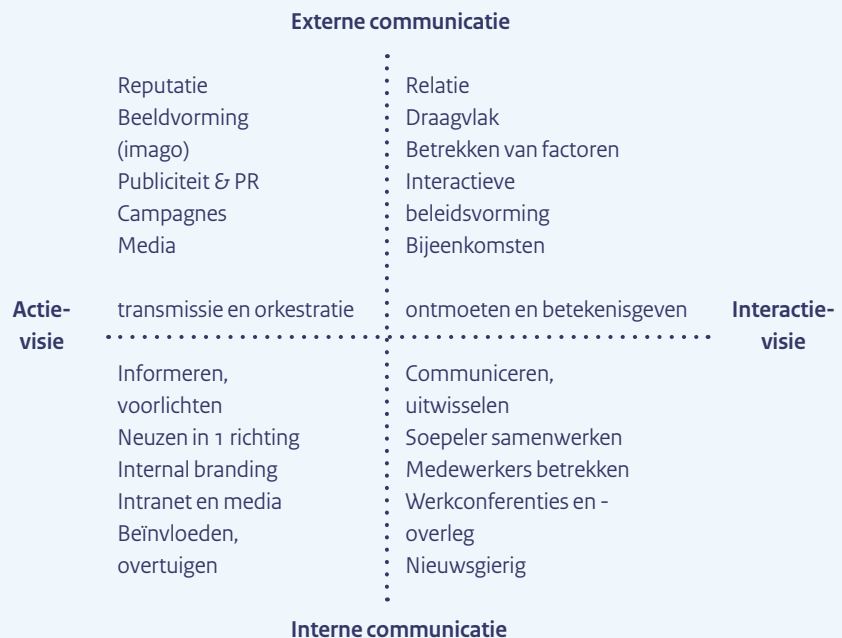 Externe communicatie
Reputatie
Beeldvorming
(imago)
Publiciteit & PR
Campagnes
Media
Relatie
Draagvlak
Betrekken van factoren
Interactieve
beleidsvorming
Bijeenkomsten
Actie-
visie
transmissie en orkestratie
ontmoeten en betekenisgeven
Interactie-
visie
Informeren,
voorlichten
Neuzen in 1 richting
Internal branding
Intranet en media
Beïnvloeden,
overtuigen
Communiceren,
uitwisselen
Soepeler samenwerken
Medewerkers betrekken
Werkconferenties en -
overleg
Nieuwsgierig
Interne communicatie